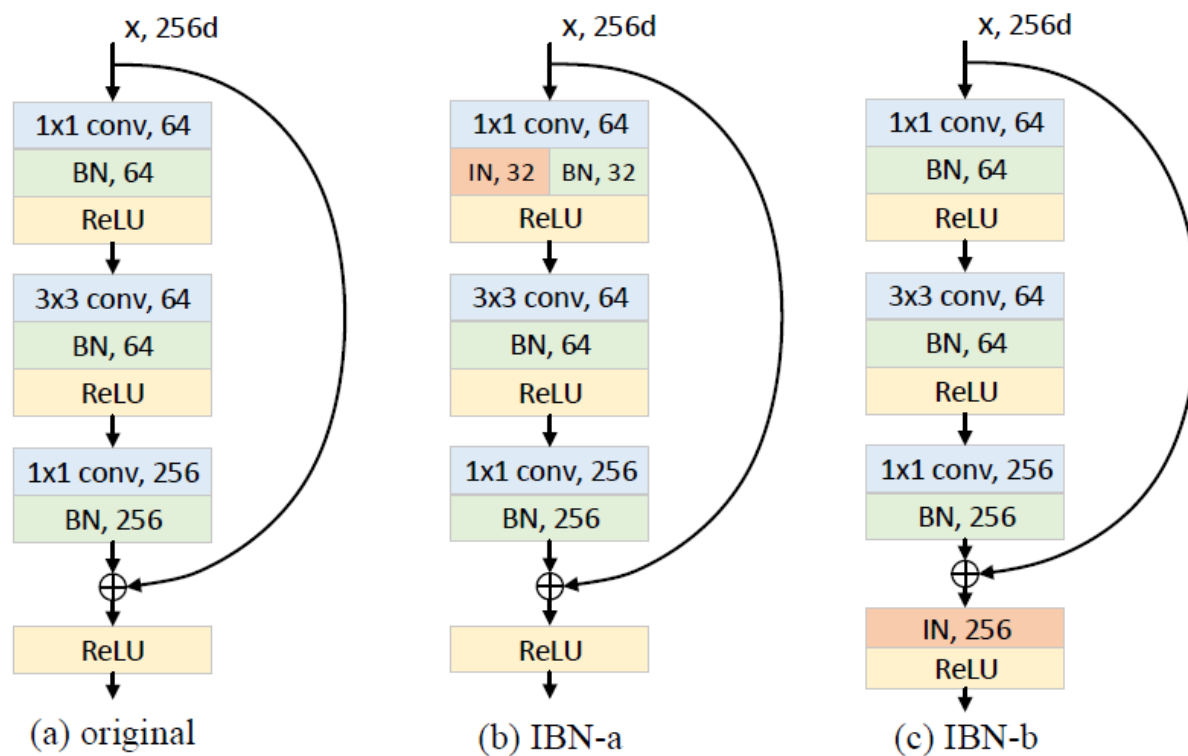 x, 256d
1x1 conv, 64
BN, 64
ReLU
3x3 conv, 64
BN, 64
ReLU
1x1 conv, 256
BN, 256
ReLU
(a) original
x, 256d
1x1 conv, 64
IN, 32 BN, 32
ReLU
3x3 conv, 64
BN, 64
ReLU
1x1 conv, 256
BN, 256
ReLU
(b) IBN-a
x, 256d
1x1 conv, 64
BN, 64
ReLU
3x3 conv, 64
BN, 64
ReLU
1x1 conv, 256
BN, 256
IN, 256
ReLU
(c) IBN-b